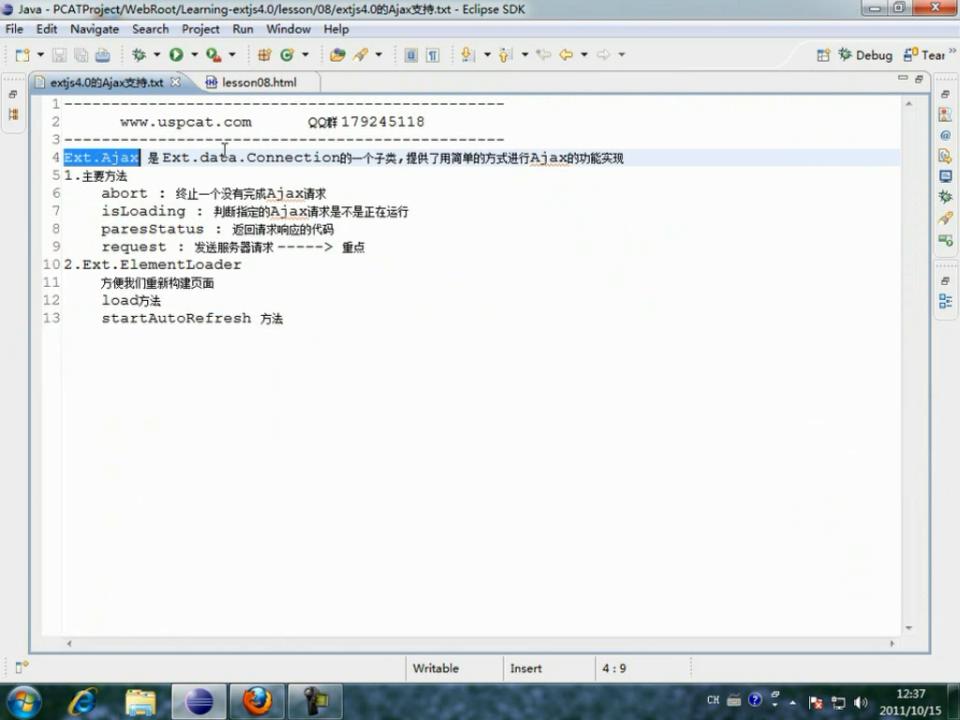 Java - PCATProject/WebRoot/Learning-extjs4.0/lesson/08/extjs4.0的Ajax支持.txt - Eclipse SDK
File Edit Navigate Search Project Run Window Help
Debug Tear
extjs4.0的Ajax支持.txt lesson08.html
1 -----------------------------------------------
2 www.uspcat.com QQ群 179245118
3 -----------------------------------------------
4 Ext.Ajax 是 Ext.data.Connection的一个子类,提供了用简单的方式进行Ajax的功能实现
5 1.主要方法
6 abort : 终止一个没有完成Ajax请求
7 isLoading : 判断指定的Ajax请求是不是正在运行
8 paresStatus : 返回请求响应的代码
9 request : 发送服务器请求 -----> 重点
10 2.Ext.ElementLoader
11 方便我们重新构建页面
12 load方法
13 startAutoRefresh 方法
Writable Insert 4 : 9
CH 12:37
2011/10/15